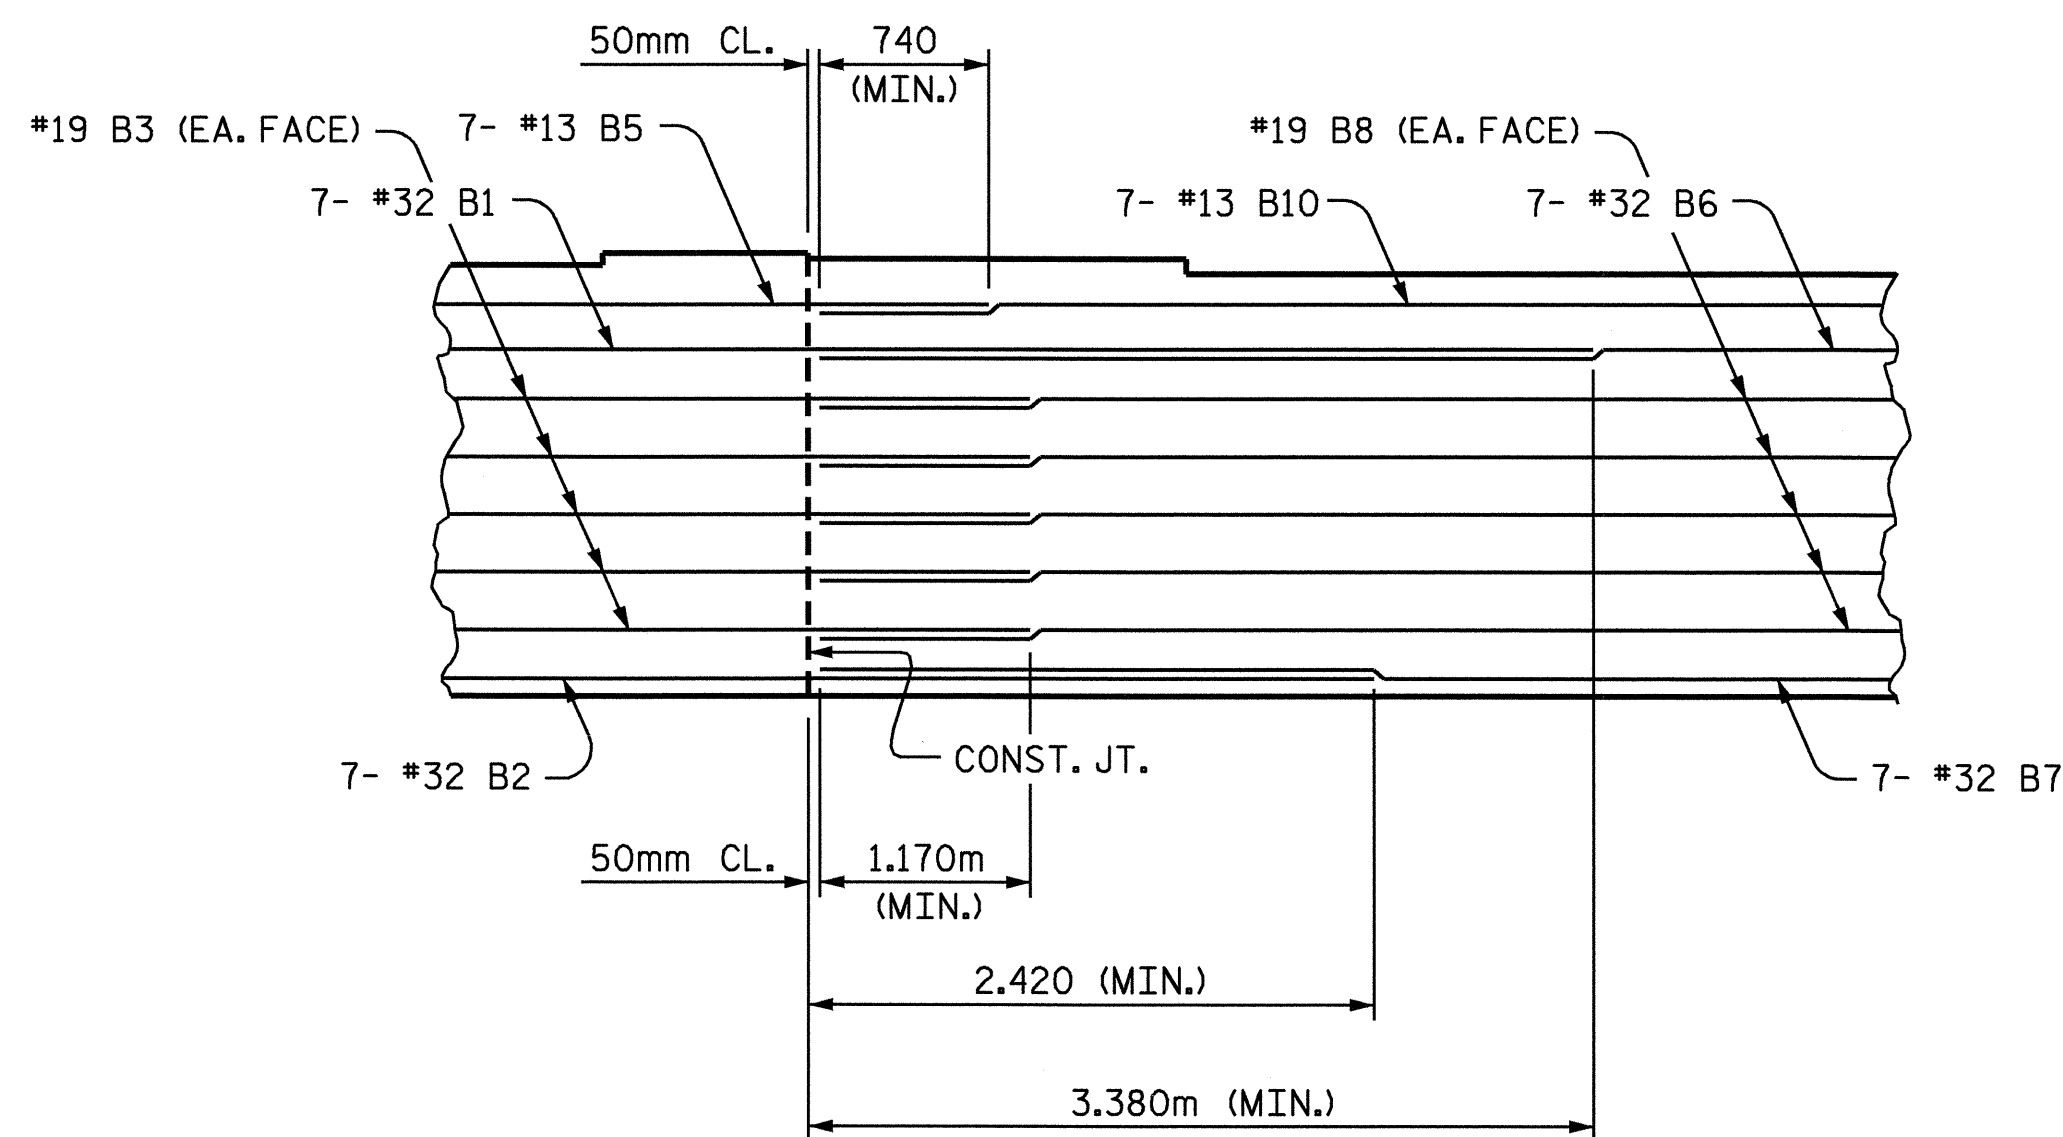 50mm CL.
740
(MIN.)
#19 B3 (EA. FACE)
7- #13 B5
#19 B8 (EA. FACE)
7- #32 B1
7- #13 B10
7- #32 B6
CONST. JT.
7- #32 B2
7- #32 B7
50mm CL.
1.170m
(MIN.)
2.420 (MIN.)
3.380m (MIN.)